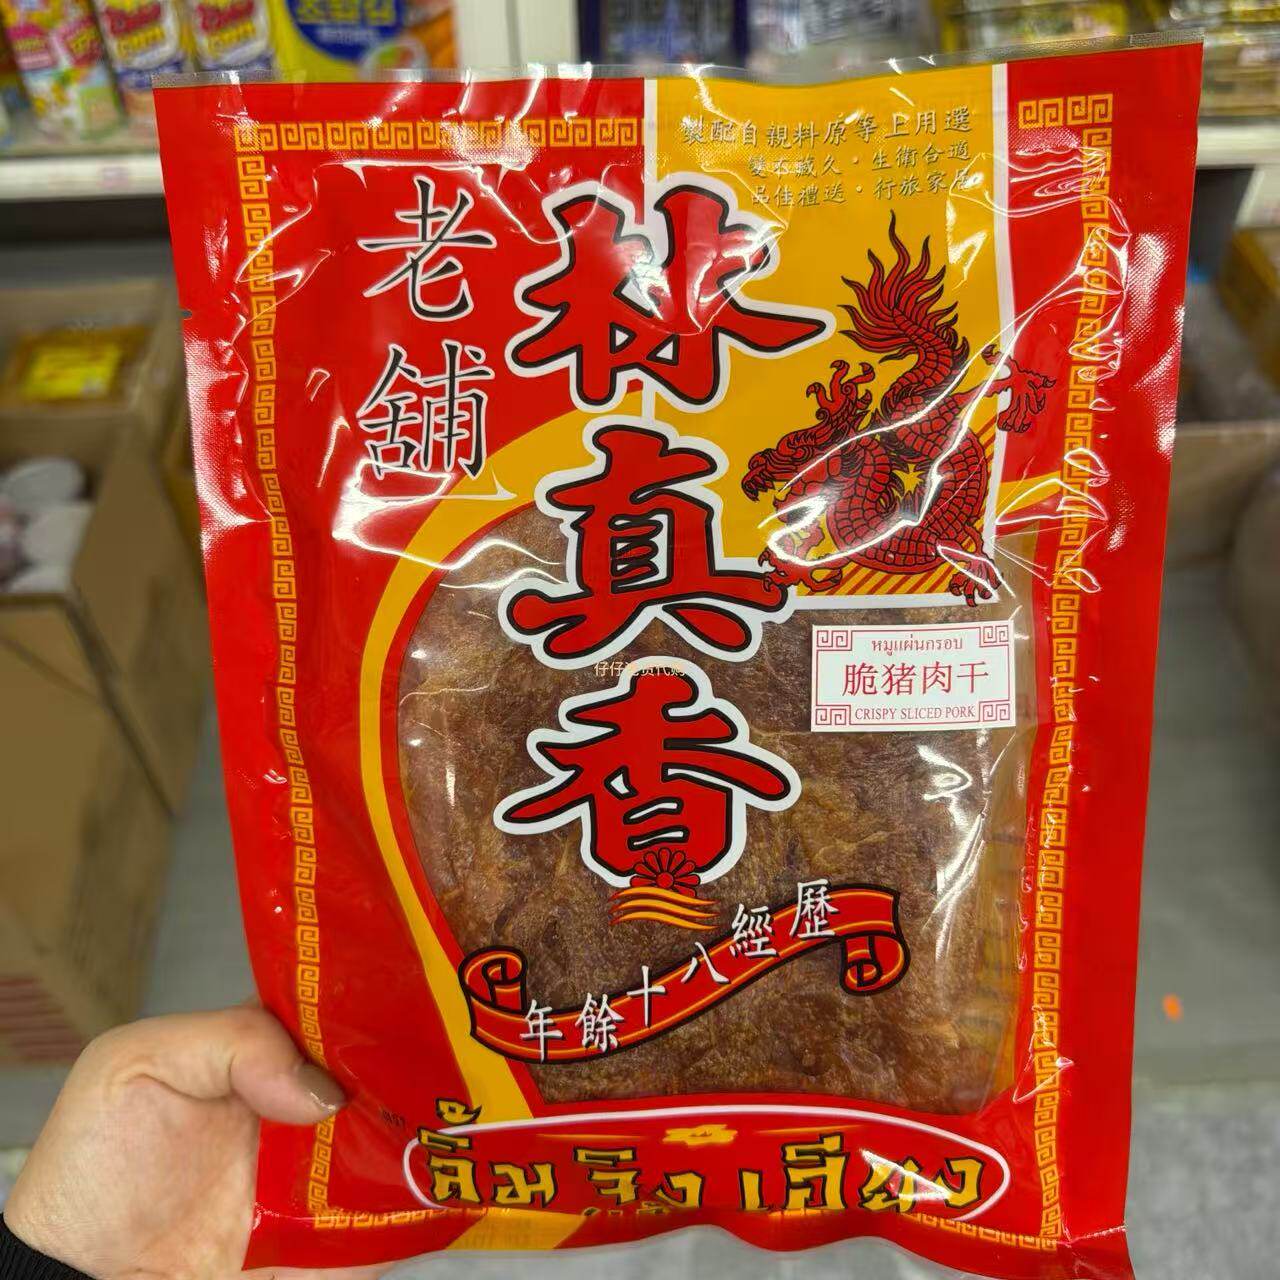 選用上等原料親自配製
適合衛生・久藏不變
居家旅行・送禮佳品
老舖
林真香
หมูแผ่นกรอบ
脆猪肉干
CRISPY SLICED PORK
歷經八十餘年
ลิ้มจิงเฮียง